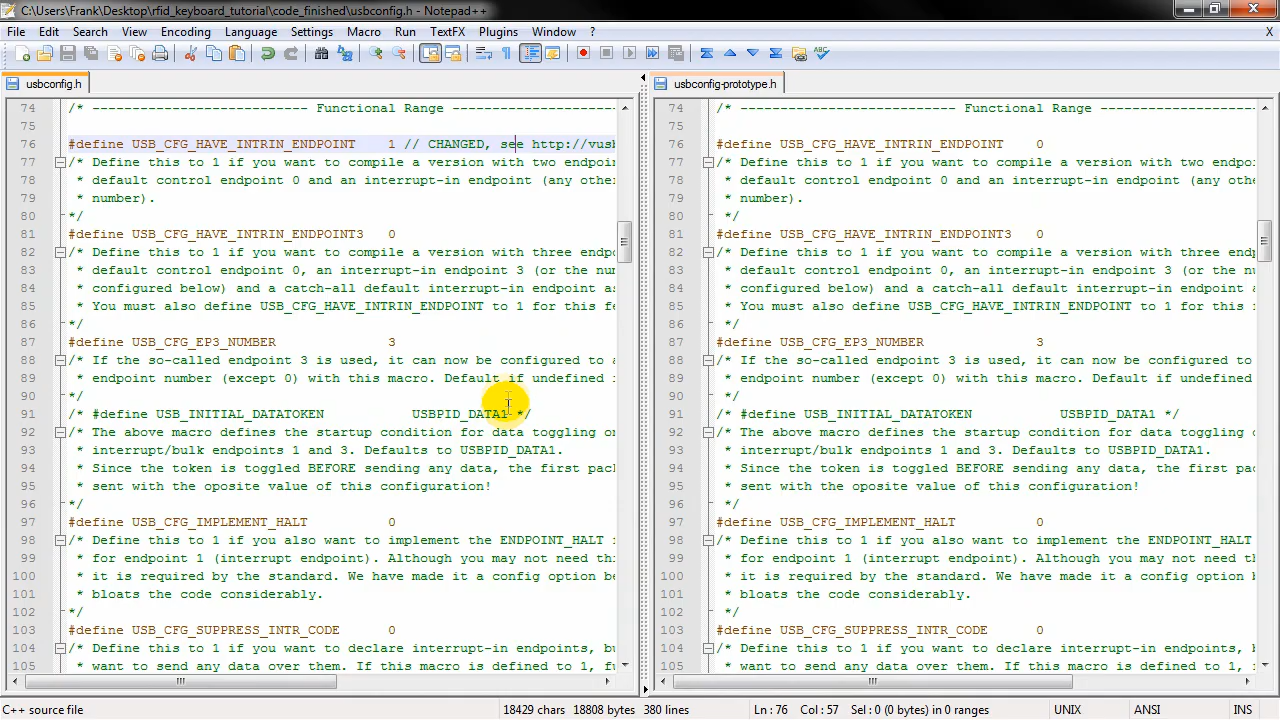 C:\Users\Frank\Desktop\rfid_keyboard_tutorial\code_finished\usbconfig.h - Notepad++
File Edit Search View Encoding Language Settings Macro Run TextFX Plugins Window ? X
usbconfig.h
74 /* --------------------------- Functional Range ----------------
75
76 #define USB_CFG_HAVE_INTRIN_ENDPOINT 1 // CHANGED, see http://vusb
77 /* Define this to 1 if you want to compile a version with two endpoin
78 * default control endpoint 0 and an interrupt-in endpoint (any othe
79 * number).
80 */
81 #define USB_CFG_HAVE_INTRIN_ENDPOINT3 0
82 /* Define this to 1 if you want to compile a version with three endpo
83 * default control endpoint 0, an interrupt-in endpoint 3 (or the nu
84 * configured below) and a catch-all default interrupt-in endpoint as
85 * You must also define USB_CFG_HAVE_INTRIN_ENDPOINT to 1 for this fe
86 */
87 #define USB_CFG_EP3_NUMBER 3
88 /* If the so-called endpoint 3 is used, it can now be configured to a
89 * endpoint number (except 0) with this macro. Default if undefined i
90 */
91 /* #define USB_INITIAL_DATATOKEN USBPID_DATA1 */
92 /* The above macro defines the startup condition for data toggling on
93 * interrupt/bulk endpoints 1 and 3. Defaults to USBPID_DATA1.
94 * Since the token is toggled BEFORE sending any data, the first pac
95 * sent with the oposite value of this configuration!
96 */
97 #define USB_CFG_IMPLEMENT_HALT 0
98 /* Define this to 1 if you also want to implement the ENDPOINT_HALT f
99 * for endpoint 1 (interrupt endpoint). Although you may not need thi
100 * it is required by the standard. We have made it a config option be
101 * bloats the code considerably.
102 */
103 #define USB_CFG_SUPPRESS_INTR_CODE 0
104 /* Define this to 1 if you want to declare interrupt-in endpoints, bu
105 * want to send any data over them. If this macro is defined to 1, fu
usbconfig-prototype.h
74 /* --------------------------- Functional Range ----------------
75
76 #define USB_CFG_HAVE_INTRIN_ENDPOINT 0
77 /* Define this to 1 if you want to compile a version with two endpo
78 * default control endpoint 0 and an interrupt-in endpoint (any oth
79 * number).
80 */
81 #define USB_CFG_HAVE_INTRIN_ENDPOINT3 0
82 /* Define this to 1 if you want to compile a version with three end
83 * default control endpoint 0, an interrupt-in endpoint 3 (or the n
84 * configured below) and a catch-all default interrupt-in endpoint
85 * You must also define USB_CFG_HAVE_INTRIN_ENDPOINT to 1 for this
86 */
87 #define USB_CFG_EP3_NUMBER 3
88 /* If the so-called endpoint 3 is used, it can now be configured to
89 * endpoint number (except 0) with this macro. Default if undefined
90 */
91 /* #define USB_INITIAL_DATATOKEN USBPID_DATA1 */
92 /* The above macro defines the startup condition for data toggling o
93 * interrupt/bulk endpoints 1 and 3. Defaults to USBPID_DATA1.
94 * Since the token is toggled BEFORE sending any data, the first pac
95 * sent with the oposite value of this configuration!
96 */
97 #define USB_CFG_IMPLEMENT_HALT 0
98 /* Define this to 1 if you also want to implement the ENDPOINT_HALT
99 * for endpoint 1 (interrupt endpoint). Although you may not need th
100 * it is required by the standard. We have made it a config option b
101 * bloats the code considerably.
102 */
103 #define USB_CFG_SUPPRESS_INTR_CODE 0
104 /* Define this to 1 if you want to declare interrupt-in endpoints, b
105 * want to send any data over them. If this macro is defined to 1,
C++ source file 18429 chars 18808 bytes 380 lines Ln : 76 Col : 57 Sel : 0 (0 bytes) in 0 ranges UNIX ANSI INS